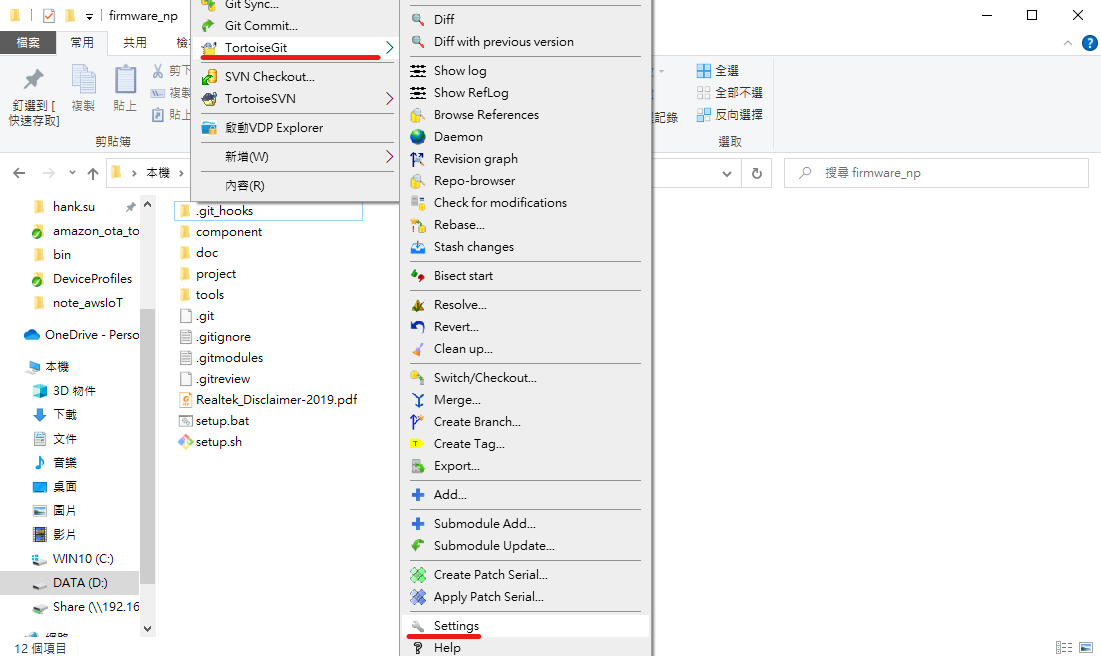 firmware_np
檔案
常用
共用
釘選到 [
快速存取]
複製
貼上
剪下
剪貼簿
全選
全部不選
反向選擇
選取
本機
搜尋 firmware_np
hank.su
amazon_ota_to
bin
DeviceProfiles
note_awsIoT
OneDrive - Perso
本機
3D 物件
下載
文件
音樂
桌面
圖片
影片
WIN10 (C:)
DATA (D:)
Share (\\192.16
網路
12 個項目
.git_hooks
component
doc
project
tools
.git
.gitignore
.gitmodules
.gitreview
Realtek_Disclaimer-2019.pdf
setup.bat
setup.sh
Git Sync...
Git Commit...
TortoiseGit
SVN Checkout...
TortoiseSVN
啟動VDP Explorer
新增(W)
內容(R)
Diff
Diff with previous version
Show log
Show RefLog
Browse References
Daemon
Revision graph
Repo-browser
Check for modifications
Rebase...
Stash changes
Bisect start
Resolve...
Revert...
Clean up...
Switch/Checkout...
Merge...
Create Branch...
Create Tag...
Export...
Add...
Submodule Add...
Submodule Update...
Create Patch Serial...
Apply Patch Serial...
Settings
Help